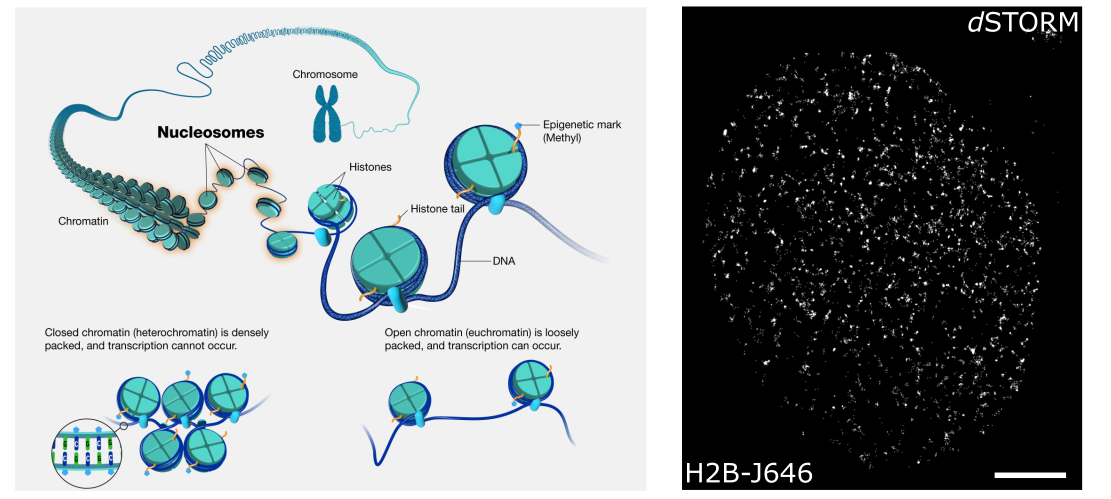 Chromosome
Nucleosomes
Epigenetic mark
(Methyl)
Histones
Histone tail
Chromatin
DNA
Closed chromatin (heterochromatin) is densely
packed, and transcription cannot occur.
Open chromatin (euchromatin) is loosely
packed, and transcription can occur.
dSTORM
H2B-J646